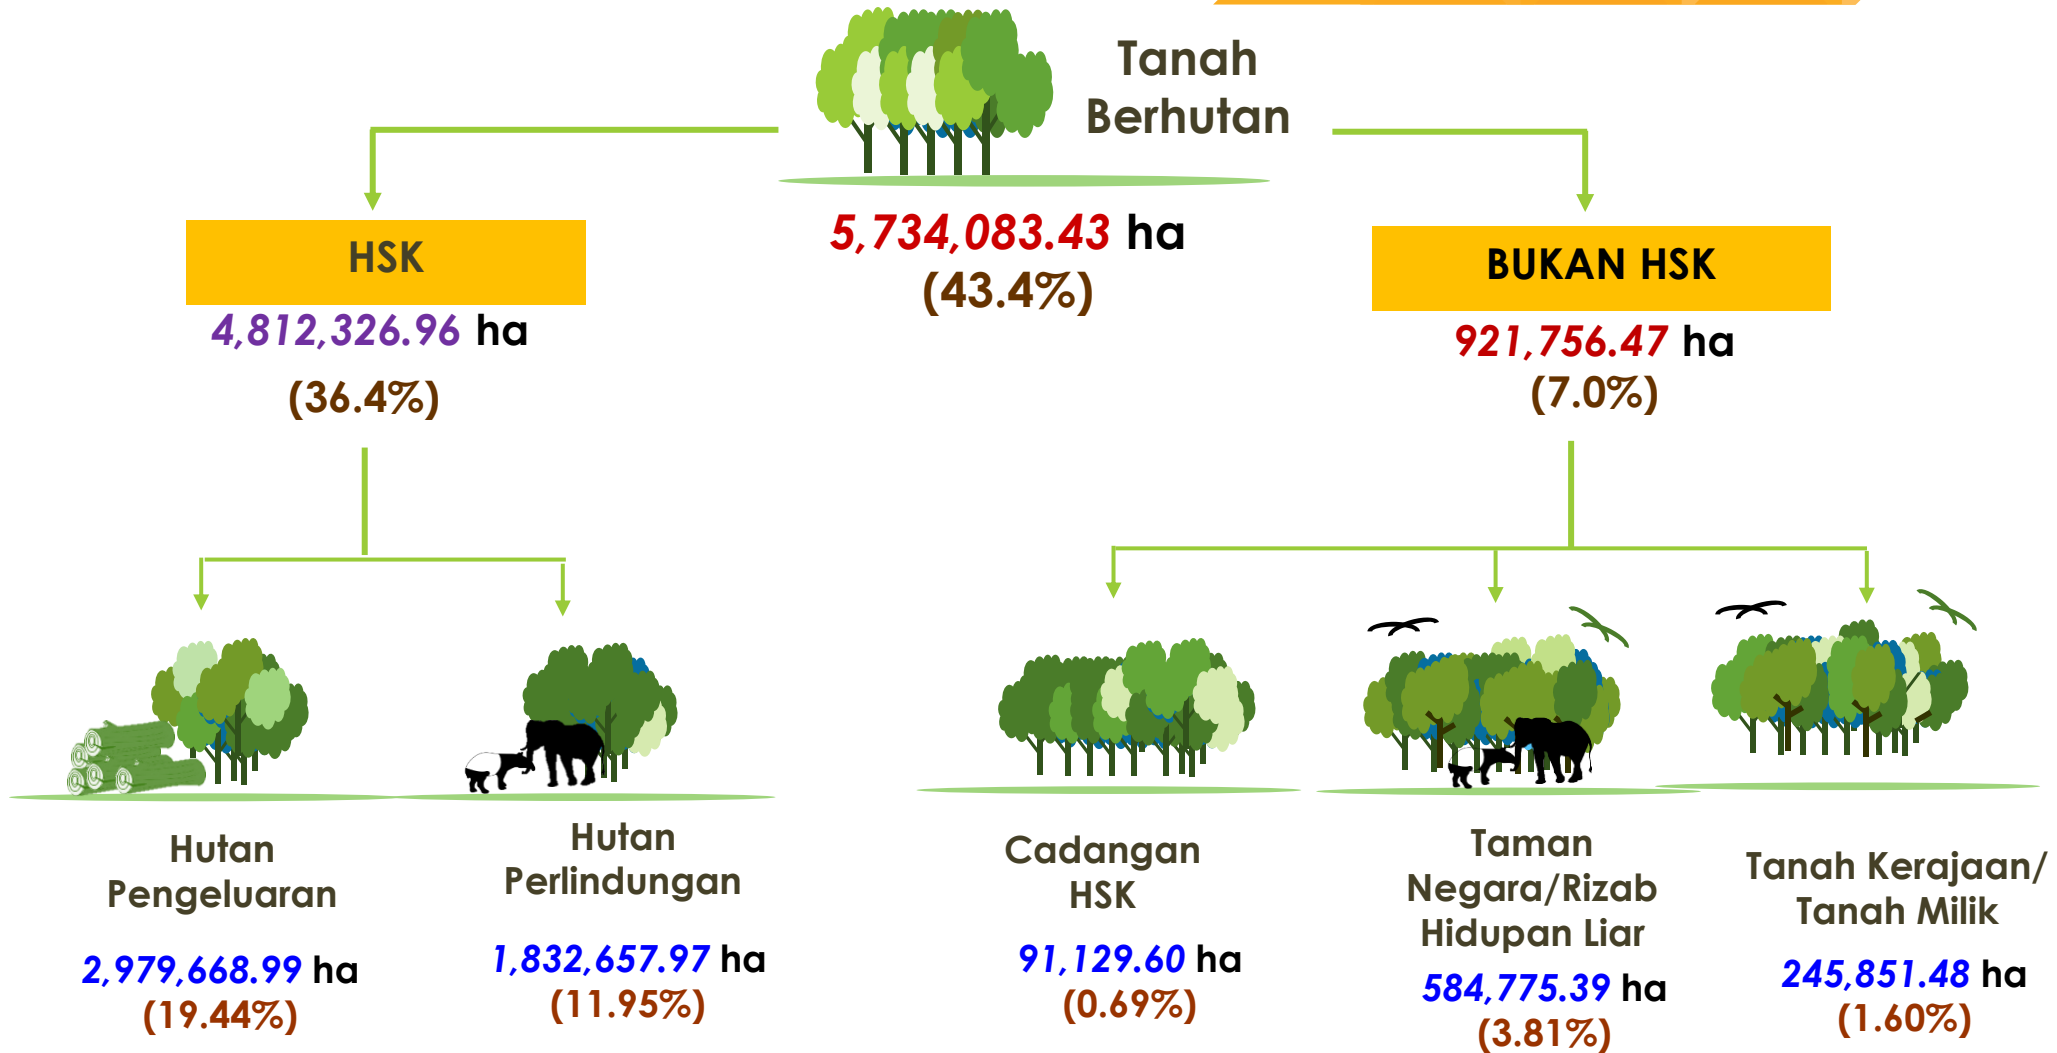 Tanah
Berhutan
5,734,083.43 ha
(43.4%)
HSK
4,812,326.96 ha
(36.4%)
BUKAN HSK
921,756.47 ha
(7.0%)
Hutan
Pengeluaran
2,979,668.99 ha
(19.44%)
Hutan
Perlindungan
1,832,657.97 ha
(11.95%)
Cadangan
HSK
91,129.60 ha
(0.69%)
Taman
Negara/Rizab
Hidupan Liar
584,775.39 ha
(3.81%)
Tanah Kerajaan/
Tanah Milik
245,851.48 ha
(1.60%)